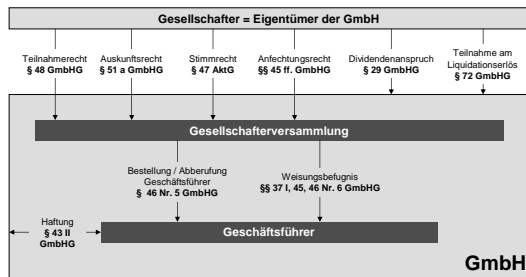 Gesellschafter = Eigentümer der GmbH
Teilnahmerecht
§ 48 GmbHG
Auskunftsrecht
§ 51 a GmbHG
Stimmrecht
§ 47 AktG
Anfechtungsrecht
§§ 45 ff. GmbHG
Dividendenanspruch
§ 29 GmbHG
Teilnahme am
Liquidationserlös
§ 72 GmbHG
Gesellschafterversammlung
Bestellung / Abberufung
Geschäftsführer
§ 46 Nr. 5 GmbHG
Weisungsbefugnis
§§ 37 I, 45, 46 Nr. 6 GmbHG
Haftung
§ 43 II
GmbHG
Geschäftsführer
GmbH